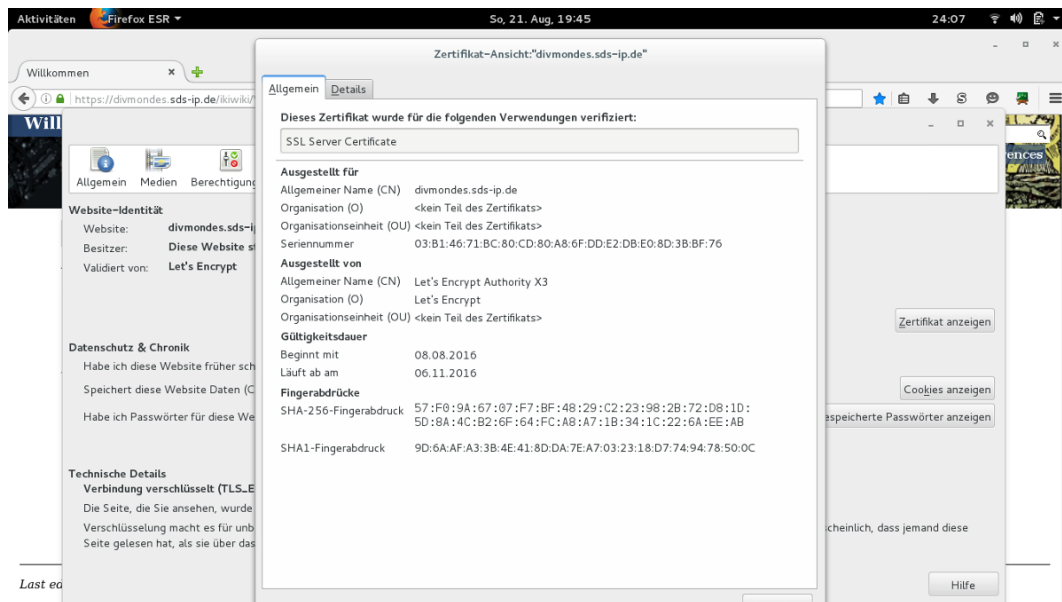 Aktivitäten Firefox ESR So, 21. Aug, 19:45 24:07
Zertifikat-Ansicht:"divmondes.sds-ip.de"
Willkommen
https://divmondes.sds-ip.de/ikiwiki/
Allgemein Details
Dieses Zertifikat wurde für die folgenden Verwendungen verifiziert:
SSL Server Certificate
Will
ences
Allgemein Medien Berechtigung
Ausgestellt für
Allgemeiner Name (CN) divmondes.sds-ip.de
Organisation (O) <kein Teil des Zertifikats>
Organisationseinheit (OU) <kein Teil des Zertifikats>
Seriennummer 03:B1:46:71:BC:80:CD:80:A8:6F:DD:E2:DB:E0:8D:3B:BF:76
Ausgestellt von
Allgemeiner Name (CN) Let's Encrypt Authority X3
Organisation (O) Let's Encrypt
Organisationseinheit (OU) <kein Teil des Zertifikats>
Gültigkeitsdauer
Beginnt mit 08.08.2016
Läuft ab am 06.11.2016
Fingerabdrücke
SHA-256-Fingerabdruck 57:F0:9A:67:07:F7:BF:48:29:C2:23:98:2B:72:D8:1D:
5D:8A:4C:B2:6F:64:FC:A8:A7:1B:34:1C:22:6A:EE:AB
SHA1-Fingerabdruck 9D:6A:AF:A3:3B:4E:41:8D:DA:7E:A7:03:23:18:D7:74:94:78:50:0C
Website-Identität
Website: divmondes.sds-i
Besitzer: Diese Website s
Validiert von: Let's Encrypt
Zertifikat anzeigen
Datenschutz & Chronik
Habe ich diese Website früher sch
Speichert diese Website Daten (C
Cookies anzeigen
Habe ich Passwörter für diese We
espeicherte Passwörter anzeigen
Technische Details
Verbindung verschlüsselt (TLS_E
Die Seite, die Sie ansehen, wurde
Verschlüsselung macht es für unb
cheinlich, dass jemand diese
Seite gelesen hat, als sie über das
Last ed
Hilfe